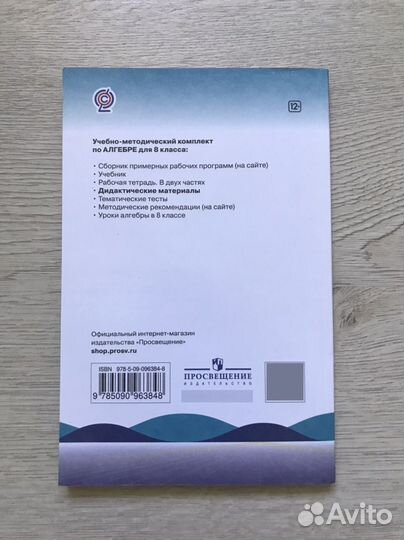 12+
Учебно-методический комплект
по АЛГЕБРЕ для 8 класса:
• Сборник примерных рабочих программ (на сайте)
• Учебник
• Рабочая тетрадь. В двух частях
• Дидактические материалы
• Тематические тесты
• Методические рекомендации (на сайте)
• Уроки алгебры в 8 классе
Официальный интернет-магазин
издательства «Просвещение»
shop.prosv.ru
ISBN 978-5-09-096384-8
9 785090 963848
ПРОСВЕЩЕНИЕ
ИЗДАТЕЛЬСТВО
Avito